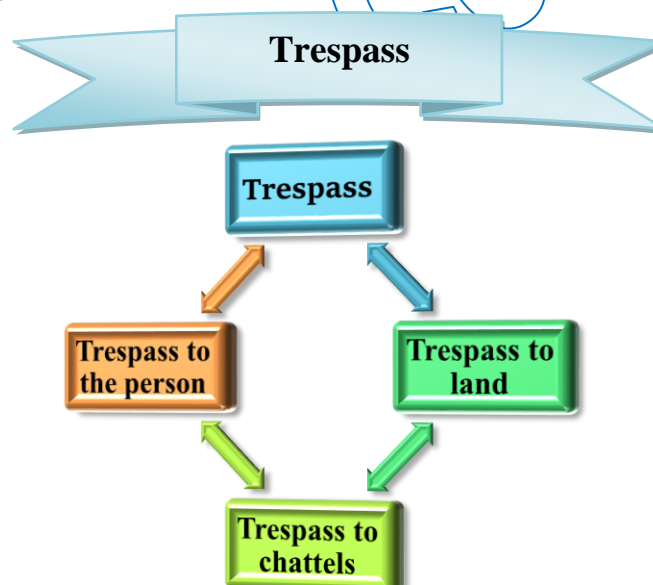 Trespass
Trespass
Trespass to
the person
Trespass to
land
Trespass to
chattels